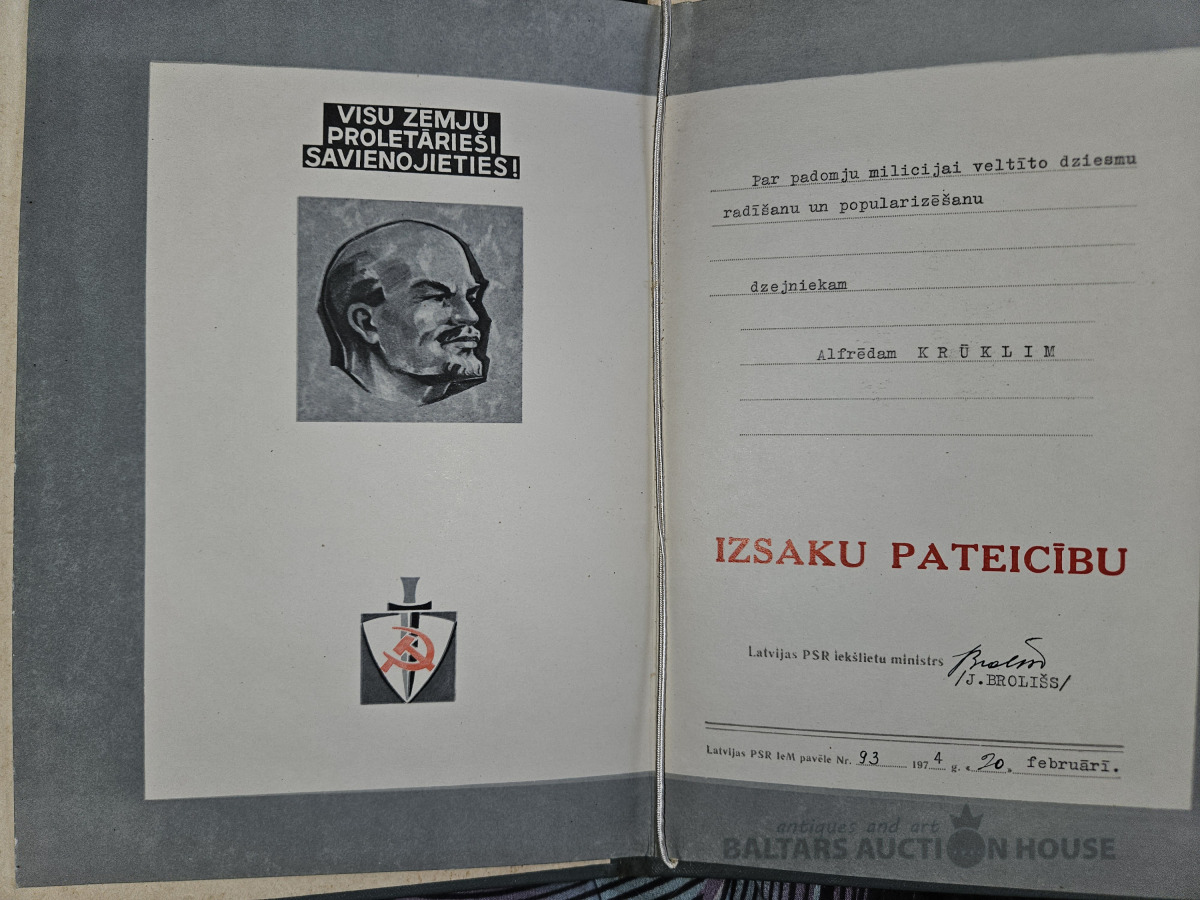 VISU ZEMJU
PROLETĀRIEŠI
SAVIENOJIETIES!
Par padomju milicijai veltīto dziesmu
radīšanu un popularizēšanu
dzejniekam
Alfrēdam K R Ū K L I M
IZSAKU PATEICĪBU
Latvijas PSR iekšlietu ministrs
/J.BROLIŠS/
Latvijas PSR IeM pavēle Nr. 93 1974 g. «20» februārī.
antiques and art
BALTARS AUCTION HOUSE